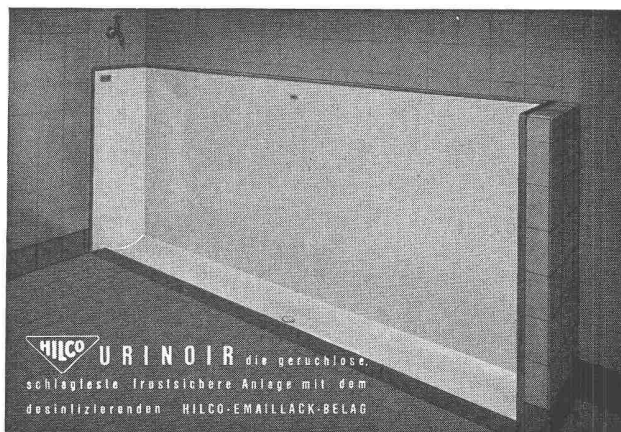 HILCO URINOIR die geruchlose,
schlagfeste frostsichere Anlage mit dem
desinfizierenden HILCO-EMAILLACK-BELAG